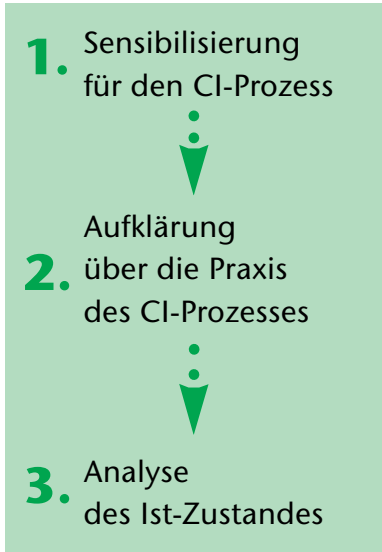 1. Sensibilisierung
für den CI-Prozess
Aufklärung
2. über die Praxis
des CI-Prozesses
3. Analyse
des Ist-Zustandes